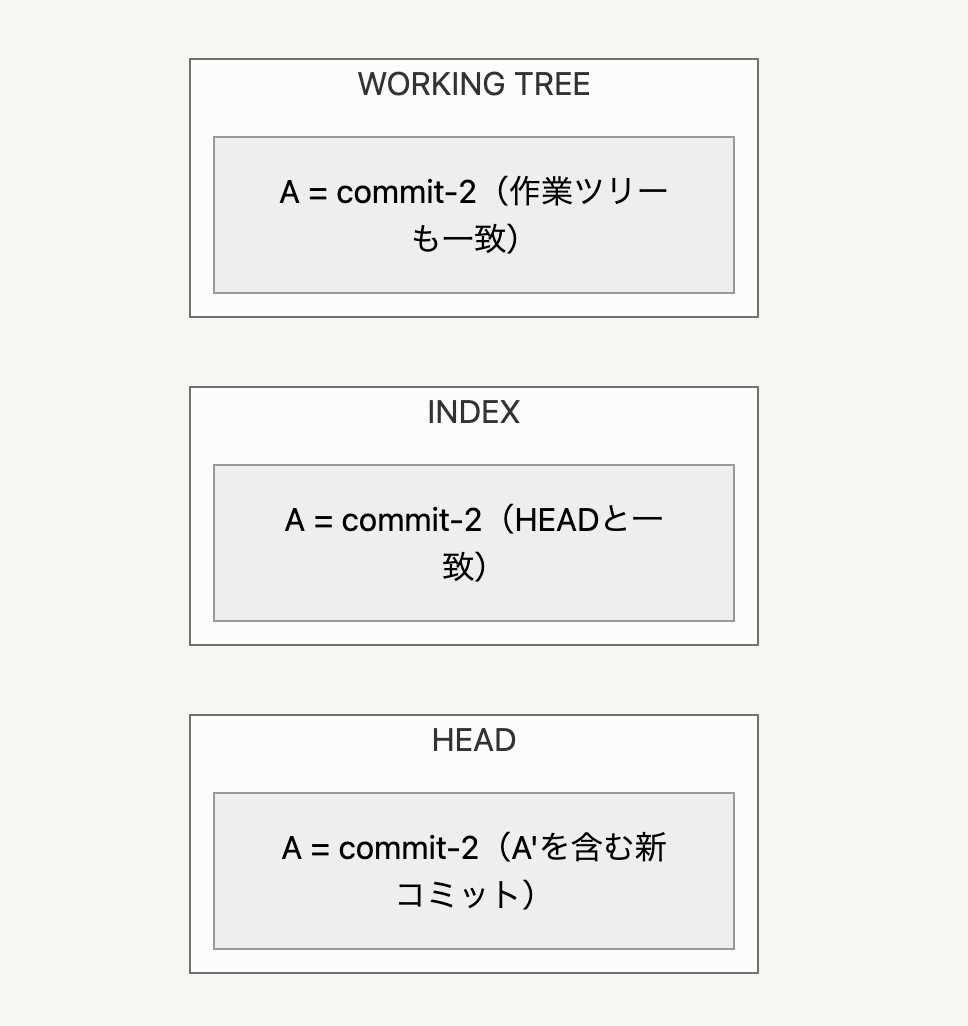 WORKING TREE
A = commit-2（作業ツリー
も一致）
INDEX
A = commit-2（HEADと一
致）
HEAD
A = commit-2（A'を含む新
コミット）